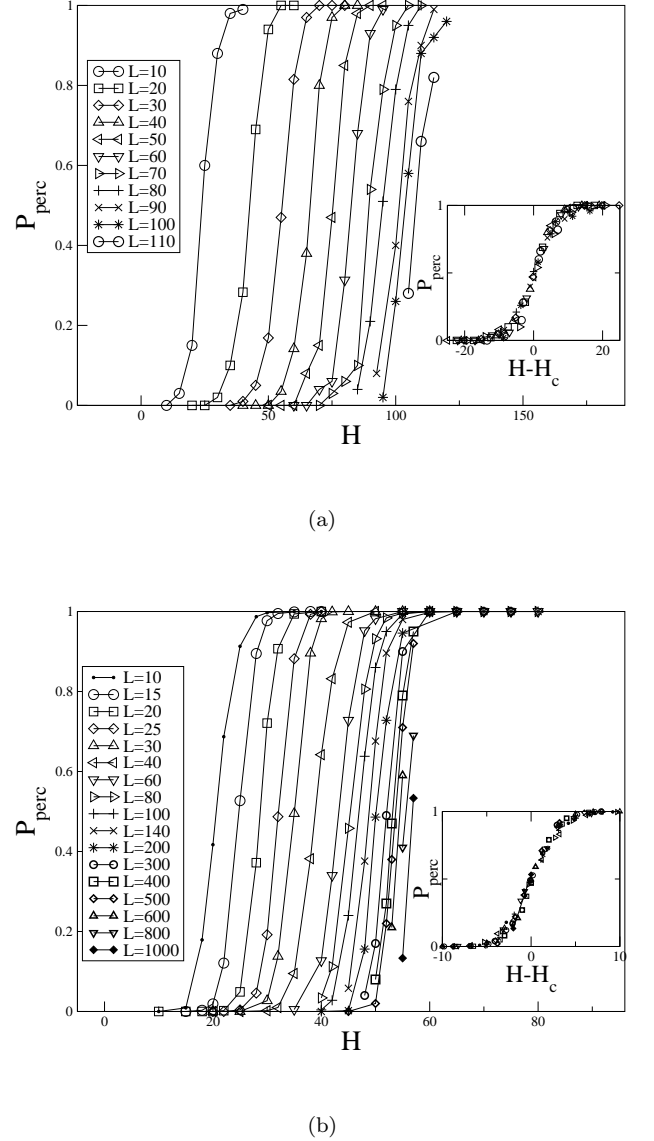 1
0.8
0.6
0.4
0.2
0
P_perc
0 50 100 150
H
L=10
L=20
L=30
L=40
L=50
L=60
L=70
L=80
L=90
L=100
L=110
1
0
P_perc
-20 0 20
H-H_c
(a)
1
0.8
0.6
0.4
0.2
0
P_perc
0 20 40 60 80
H
L=10
L=15
L=20
L=25
L=30
L=40
L=60
L=80
L=100
L=140
L=200
L=300
L=400
L=500
L=600
L=800
L=1000
1
0
P_perc
-10 0 10
H-H_c
(b)